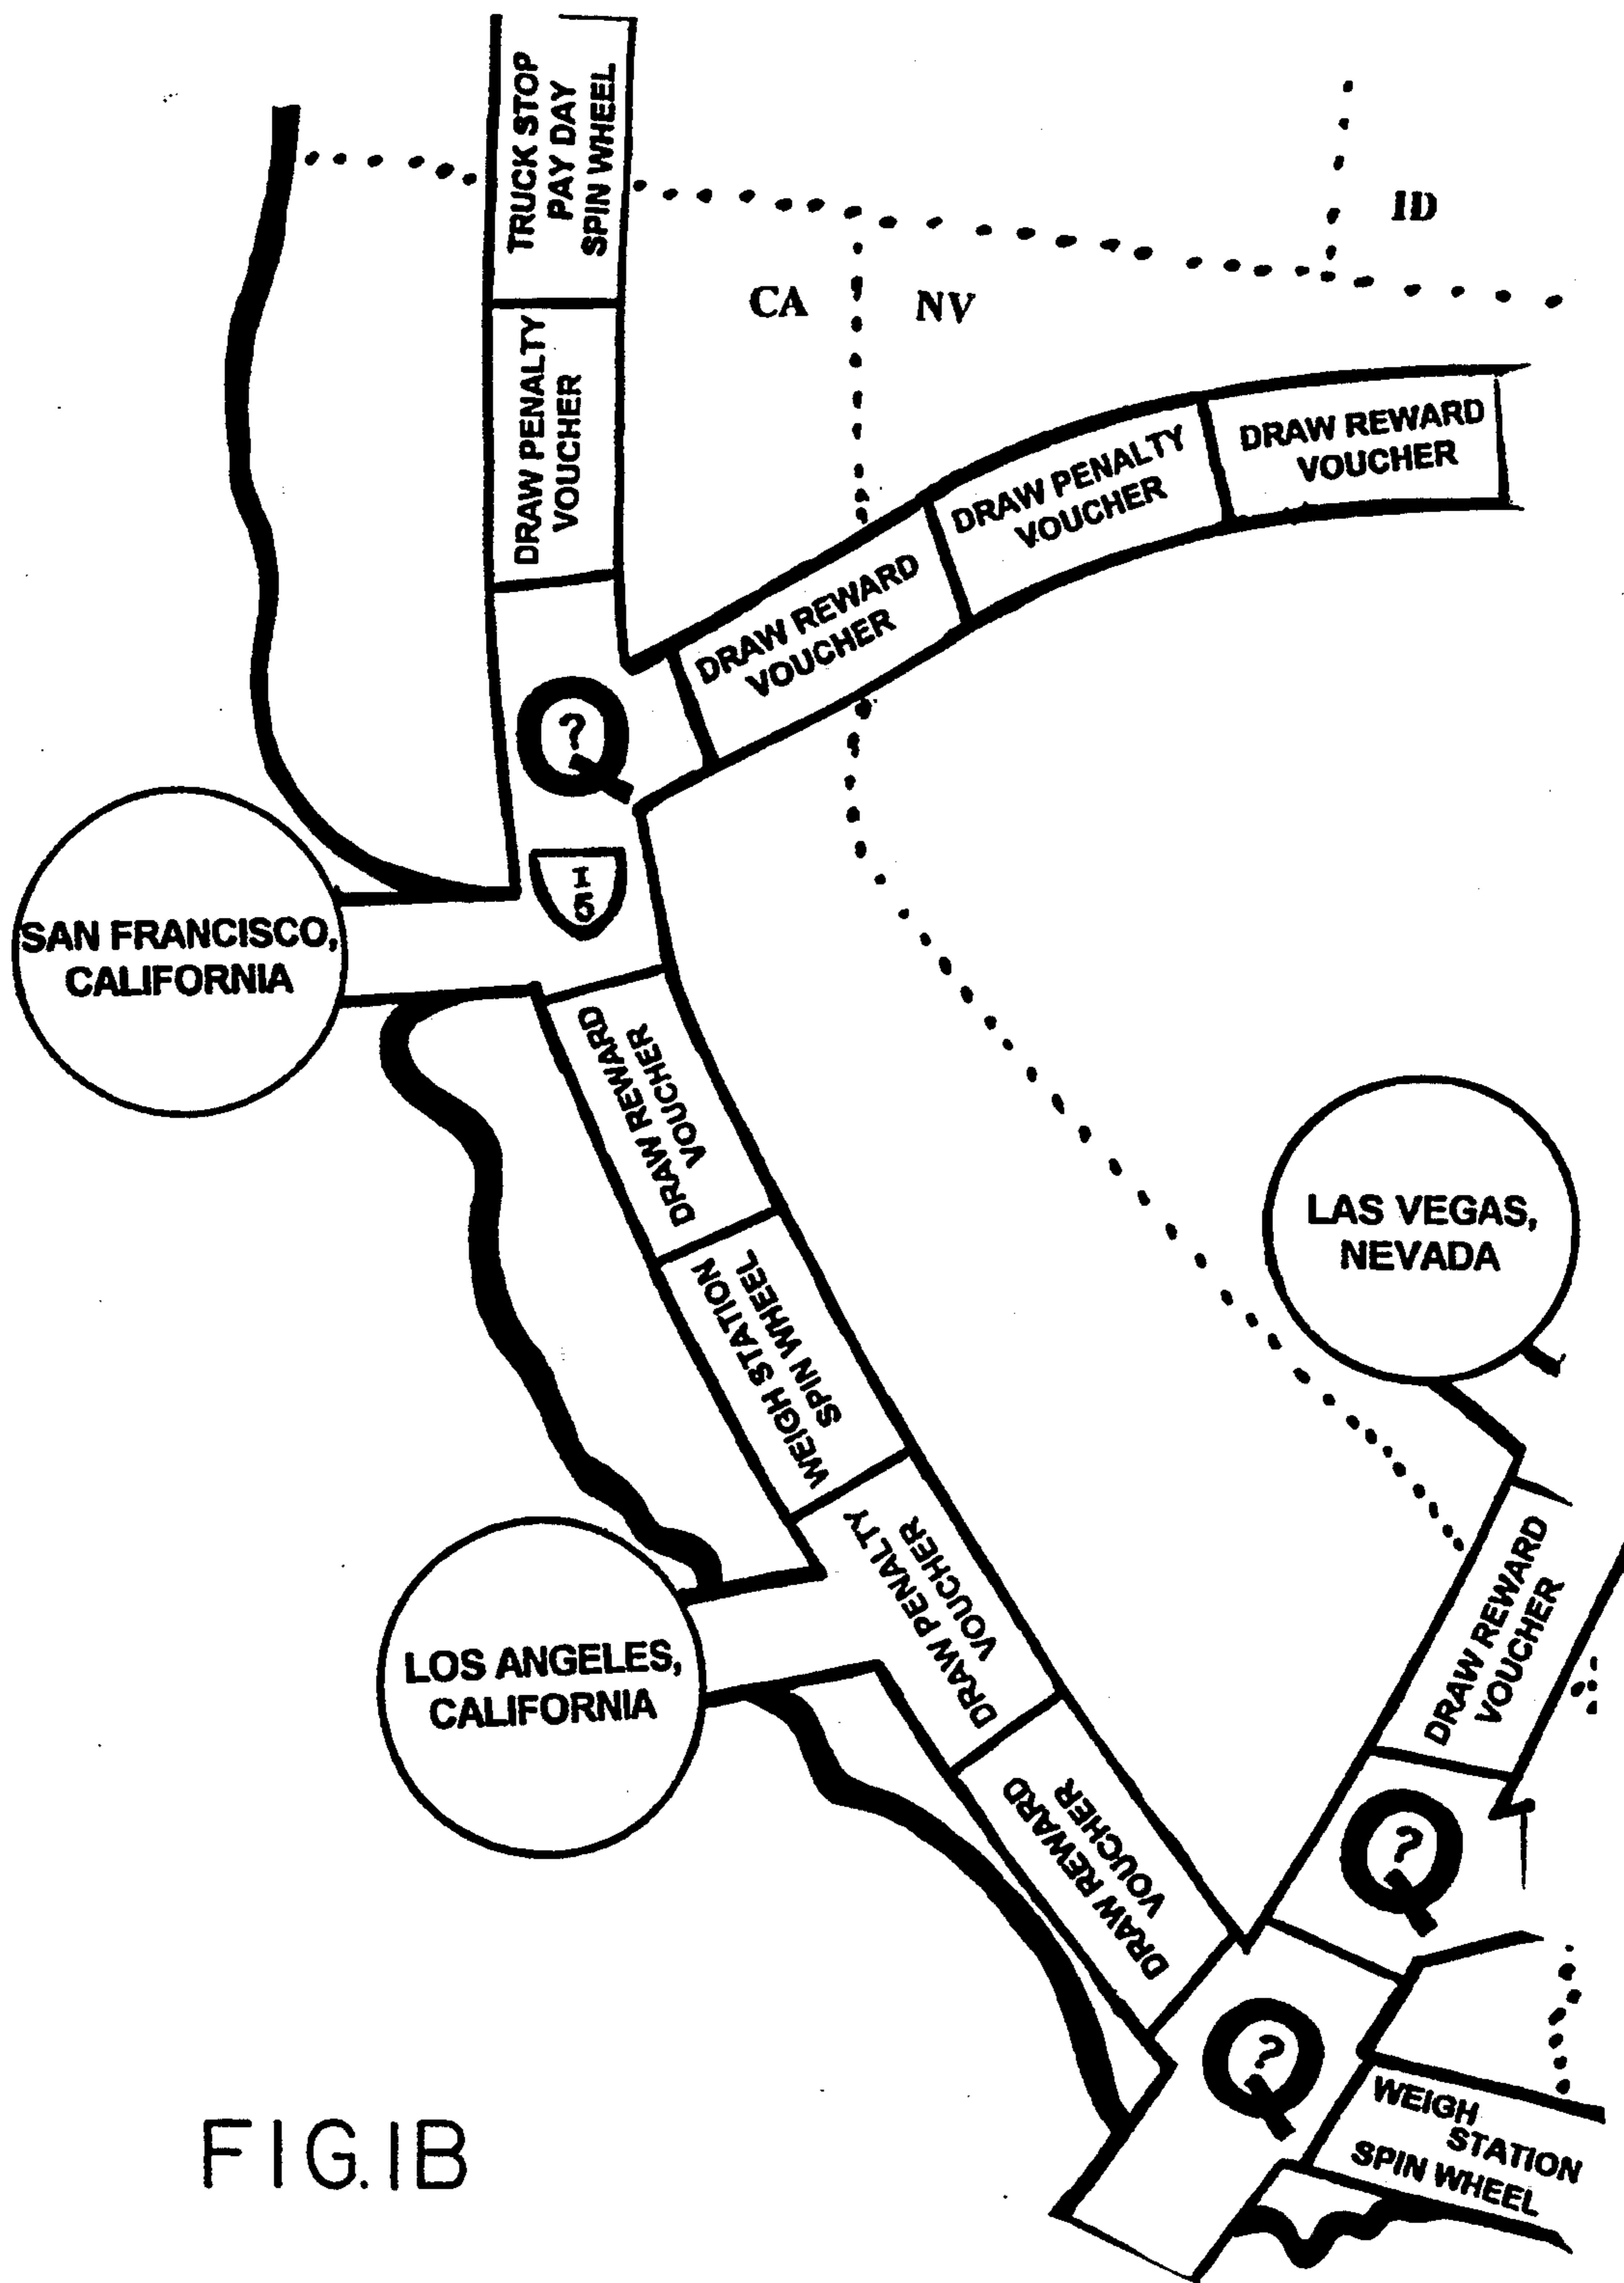 TRUCK STOP
PAY DAY
SPIN WHEEL
ID
CA
NV
DRAW PENALTY
VOUCHER
DRAW REWARD
VOUCHER
DRAW PENALTY
VOUCHER
DRAW REWARD
VOUCHER
Q
?
I5
SAN FRANCISCO,
CALIFORNIA
DRAW REWARD
VOUCHER
WEIGH STATION
SPIN WHEEL
LAS VEGAS,
NEVADA
DRAW PENALTY
VOUCHER
LOS ANGELES,
CALIFORNIA
DRAW REWARD
VOUCHER
DRAW REWARD
VOUCHER
Q
?
Q
?
WEIGH
STATION
SPIN WHEEL
FIG.1B